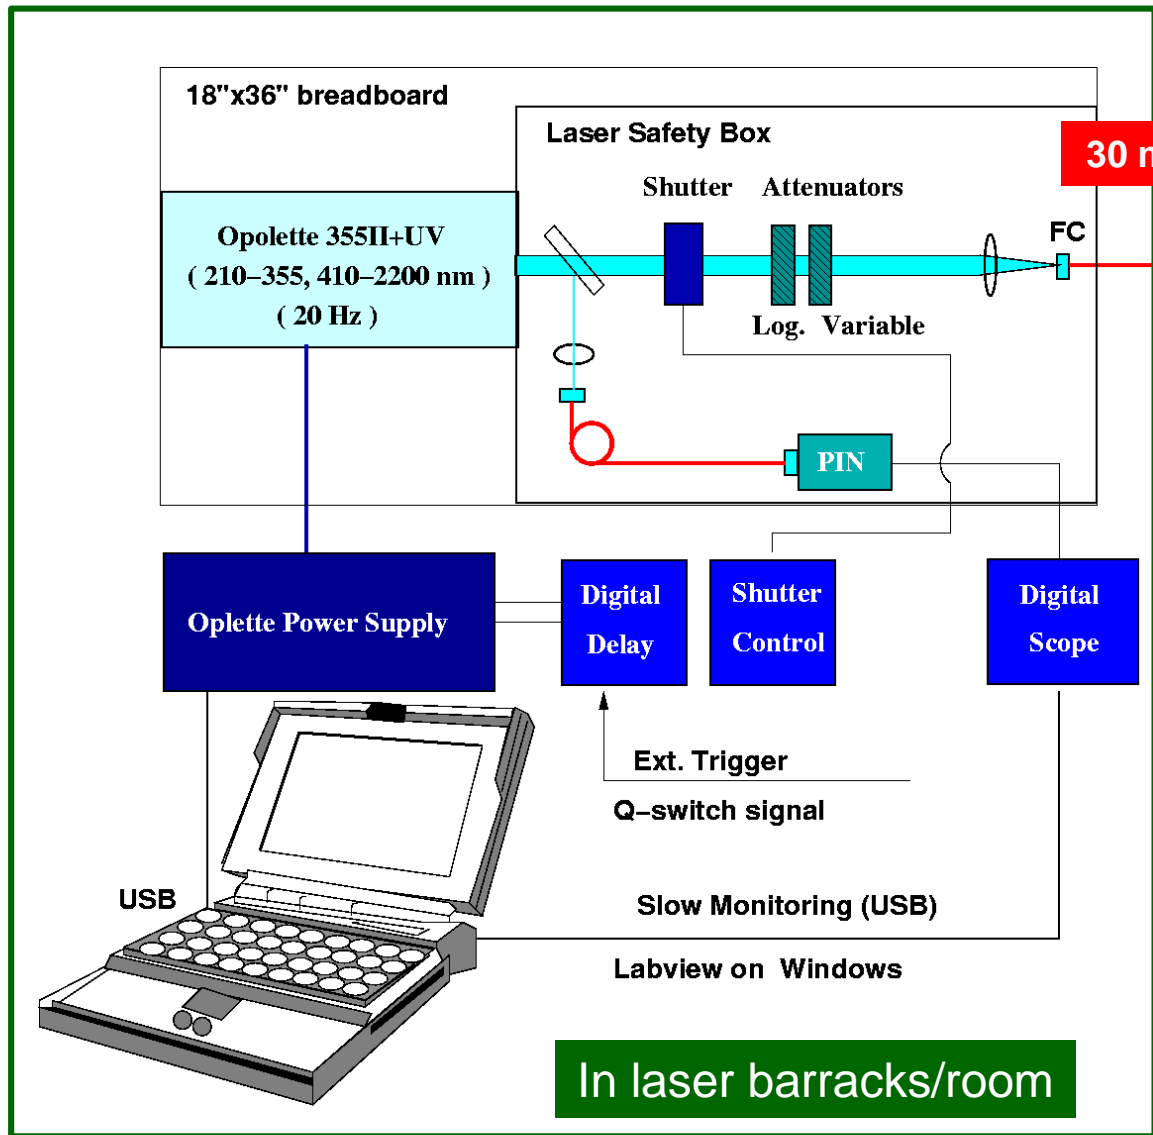 18"x36" breadboard
Laser Safety Box
30
Shutter
Attenuators
FC
Opolette 355II+UV
( 210–355, 410–2200 nm )
( 20 Hz )
Log.
Variable
PIN
Oplette Power Supply
Digital
Delay
Shutter
Control
Digital
Scope
Ext. Trigger
Q–switch signal
USB
Slow Monitoring (USB)
Labview on Windows
In laser barracks/room